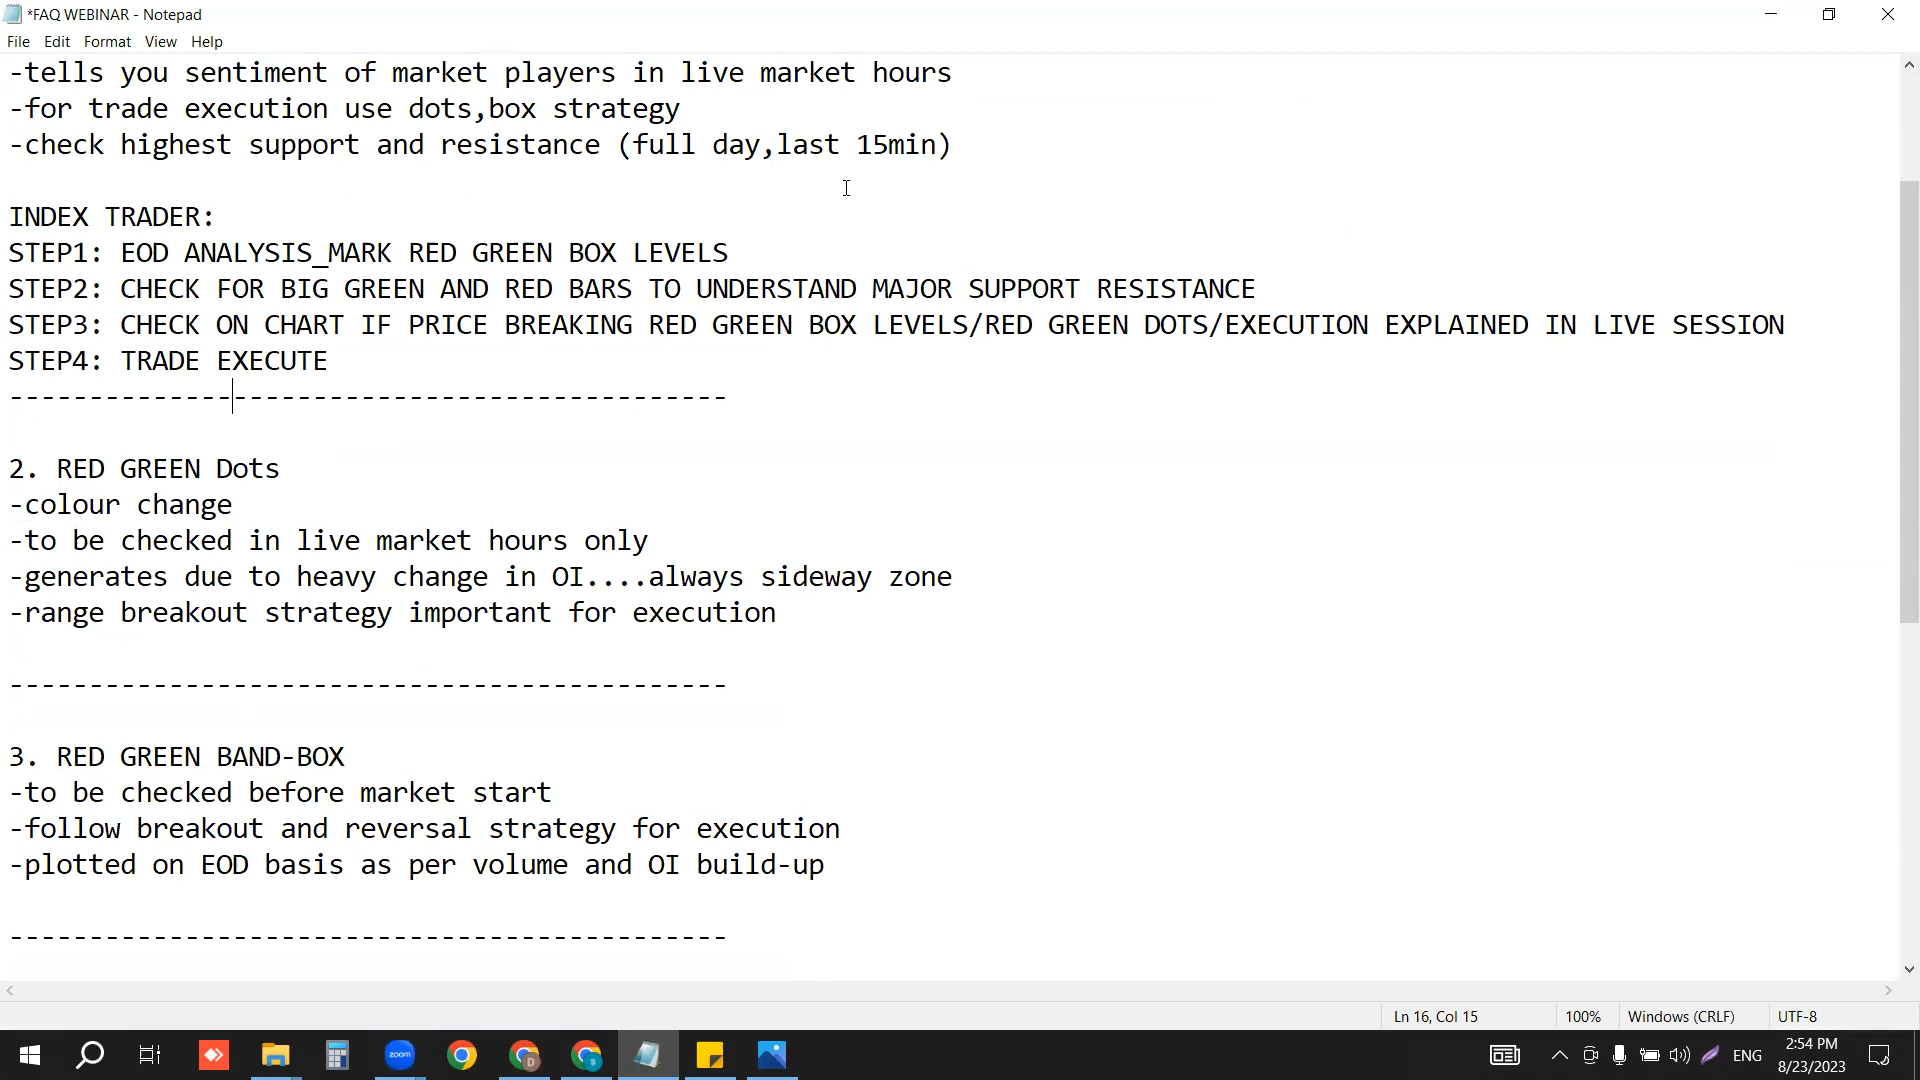 *FAQ WEBINAR - Notepad
File Edit Format View Help
-tells you sentiment of market players in live market hours
-for trade execution use dots,box strategy
-check highest support and resistance (full day,last 15min)
INDEX TRADER:
STEP1: EOD ANALYSIS_MARK RED GREEN BOX LEVELS
STEP2: CHECK FOR BIG GREEN AND RED BARS TO UNDERSTAND MAJOR SUPPORT RESISTANCE
STEP3: CHECK ON CHART IF PRICE BREAKING RED GREEN BOX LEVELS/RED GREEN DOTS/EXECUTION EXPLAINED IN LIVE SESSION
STEP4: TRADE EXECUTE
---------------------------------------------
2. RED GREEN Dots
-colour change
-to be checked in live market hours only
-generates due to heavy change in OI....always sideway zone
-range breakout strategy important for execution
---------------------------------------------
3. RED GREEN BAND-BOX
-to be checked before market start
-follow breakout and reversal strategy for execution
-plotted on EOD basis as per volume and OI build-up
---------------------------------------------
Ln 16, Col 15 100% Windows (CRLF) UTF-8
zoom D S ENG 2:54 PM
8/23/2023